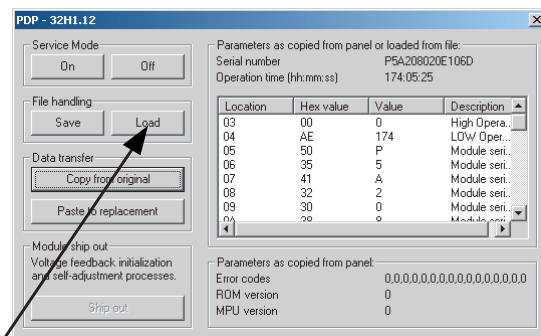 PDP - 32H1.12
Service Mode
On Off
File handling
Save Load
Data transfer
Copy from original
Paste to replacement
Module ship out
Voltage feedback initialization
and self-adjustment processes.
Ship out
Parameters as copied from panel or loaded from file:
Serial number P5A208020E106D
Operation time (hh:mm:ss) 174:05:25
Location Hex value Value Description
03 00 0 High Opera..
04 AE 174 LOW Oper...
05 50 P Module seri..
06 35 5 Module seri..
07 41 A Module seri..
08 32 2 Module seri..
09 30 0 Module seri..
0A 38 8 Module seri..
Parameters as copied from panel:
Error codes 0,0,0,0,0,0,0,0,0,0,0,0,0,0,0,0
ROM version 0
MPU version 0